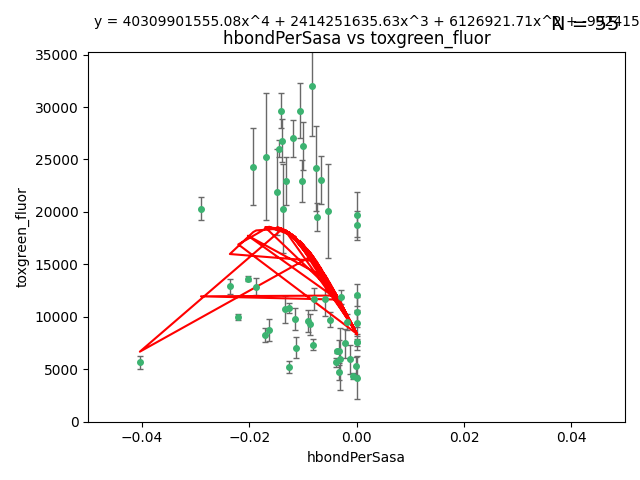 y = 40309901555.08x^4 + 2414251635.63x^3 + 6126921.71x^2 +
N = 55
hbondPerSasa vs toxgreen_fluor
35000
30000
25000
20000
15000
10000
5000
0
toxgreen_fluor
−0.04 −0.02 0.00 0.02 0.04
hbondPerSasa